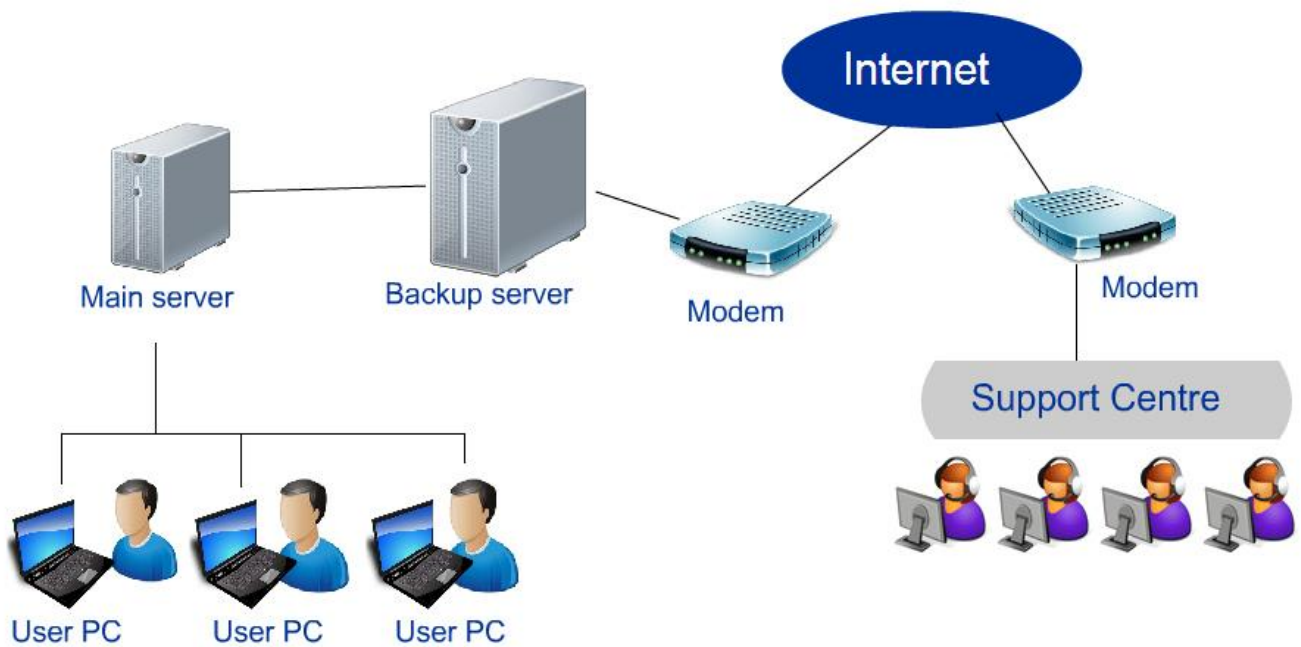 Internet
Main server
Backup server
Modem
Modem
Support Centre
User PC
User PC
User PC